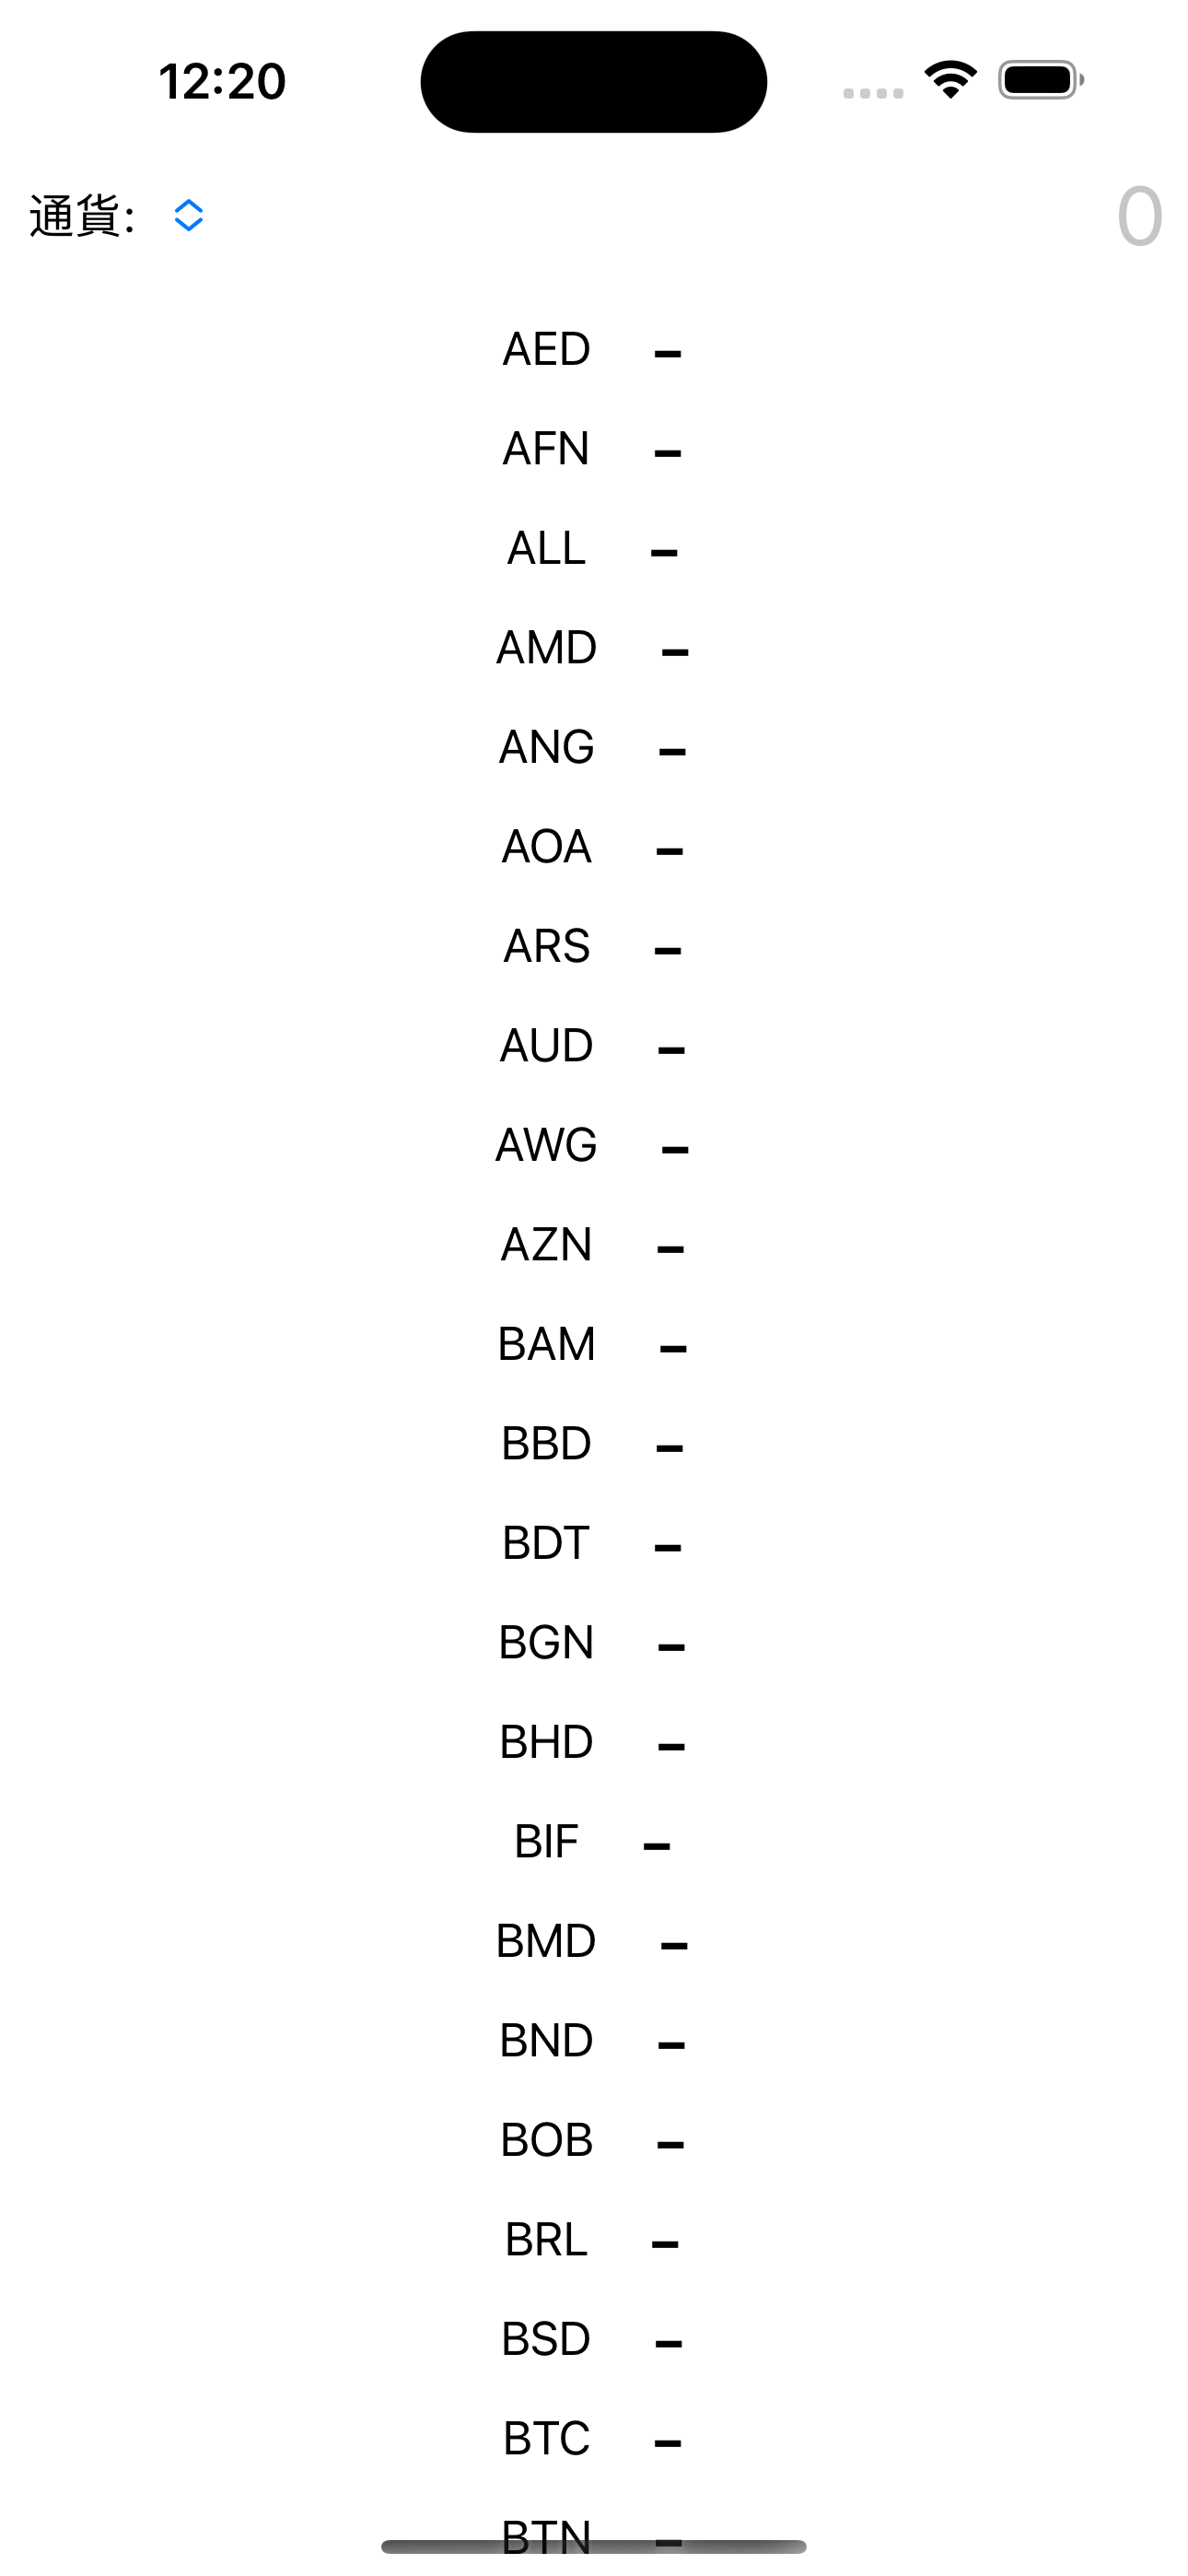 12:20
通貨: 0
AED –
AFN –
ALL –
AMD –
ANG –
AOA –
ARS –
AUD –
AWG –
AZN –
BAM –
BBD –
BDT –
BGN –
BHD –
BIF –
BMD –
BND –
BOB –
BRL –
BSD –
BTC –
BTN –